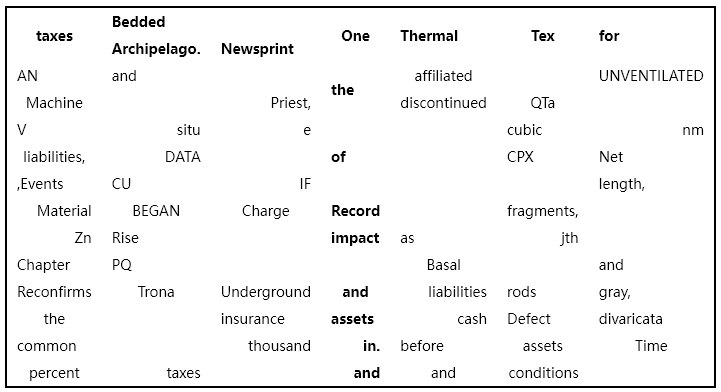 taxes Bedded Archipelago. Newsprint One Thermal Tex for
AN and the affiliated UNVENTILATED
Machine Priest, discontinued QTa
V situ e cubic nm
liabilities, DATA of CPX Net
,Events CU IF length,
Material BEGAN Charge Record fragments,
Zn Rise impact as jth
Chapter PQ Basal and
Reconfirms Trona Underground and liabilities rods gray,
the insurance assets cash Defect divaricata
common thousand in. before assets Time
percent taxes and and conditions